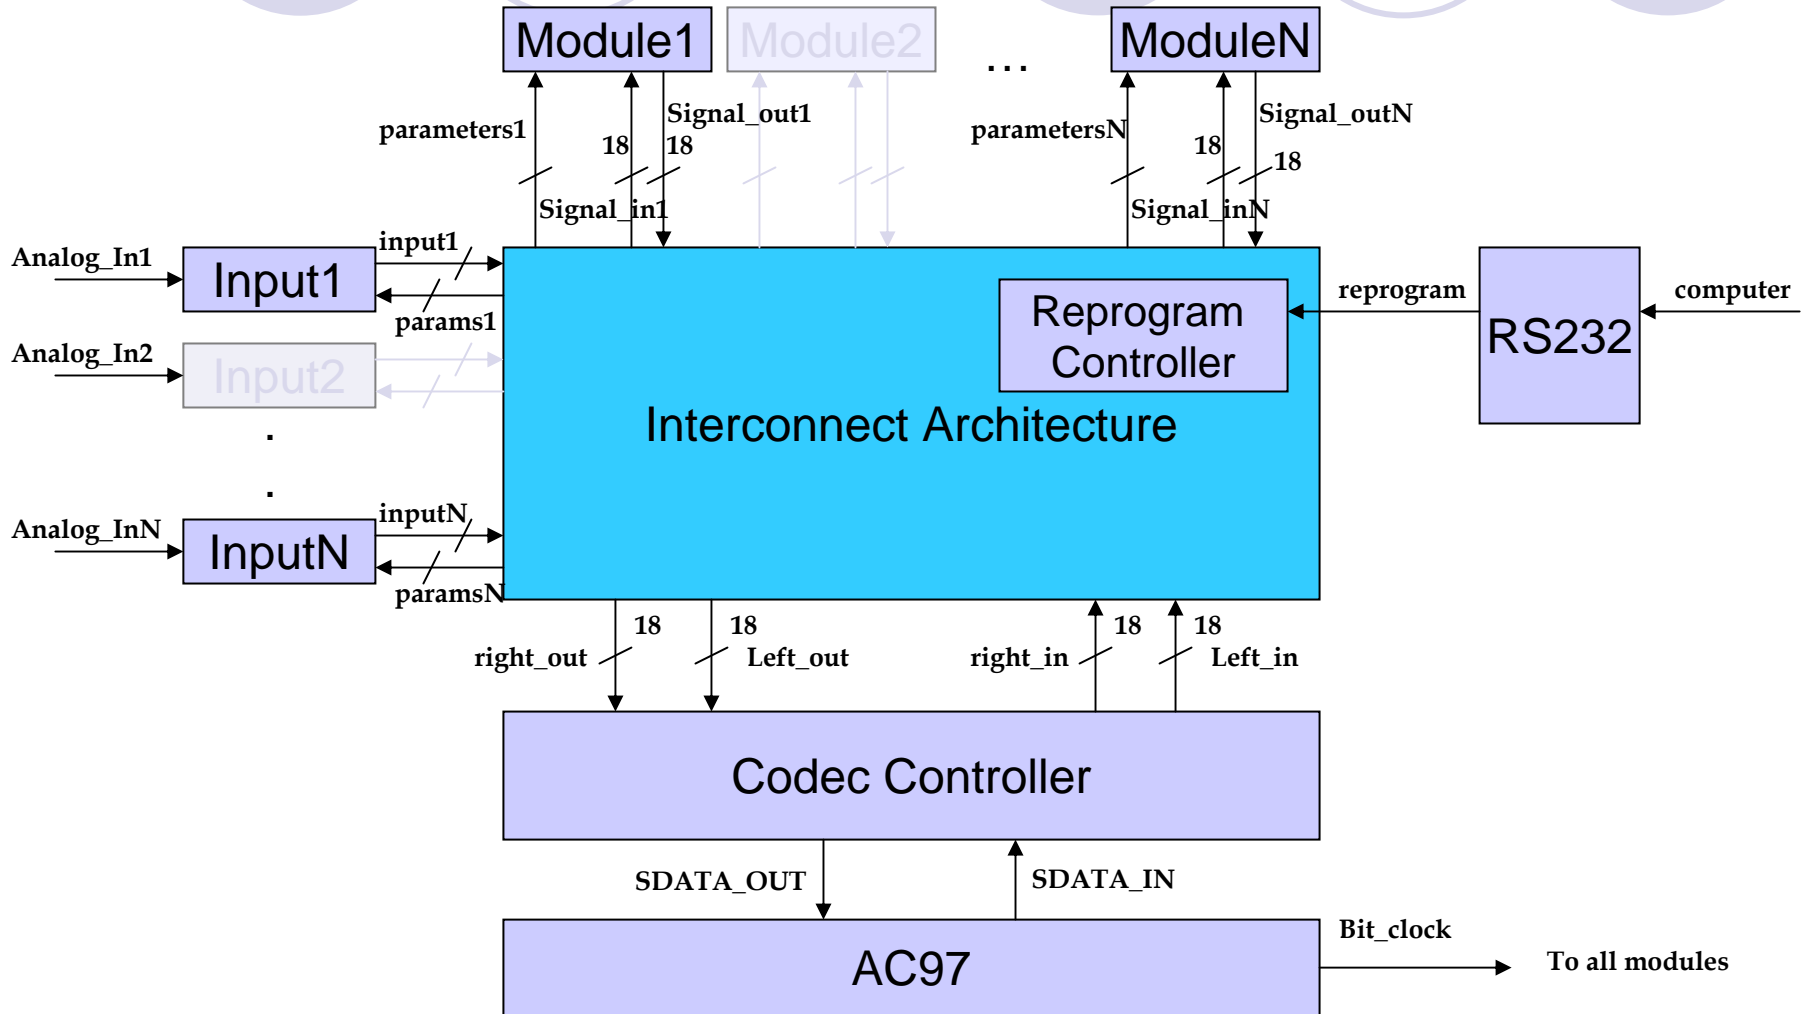 Module1
Module2
...
ModuleN
Signal_out1
Signal_outN
parameters1
parametersN
18
18
18
18
Signal_in1
Signal_inN
Analog_In1
input1
Input1
params1
Analog_In2
Input2
.
.
Analog_InN
inputN
InputN
paramsN
Reprogram
Controller
Interconnect Architecture
reprogram
RS232
computer
18
18
18
18
right_out
Left_out
right_in
Left_in
Codec Controller
SDATA_OUT
SDATA_IN
AC97
Bit_clock
To all modules